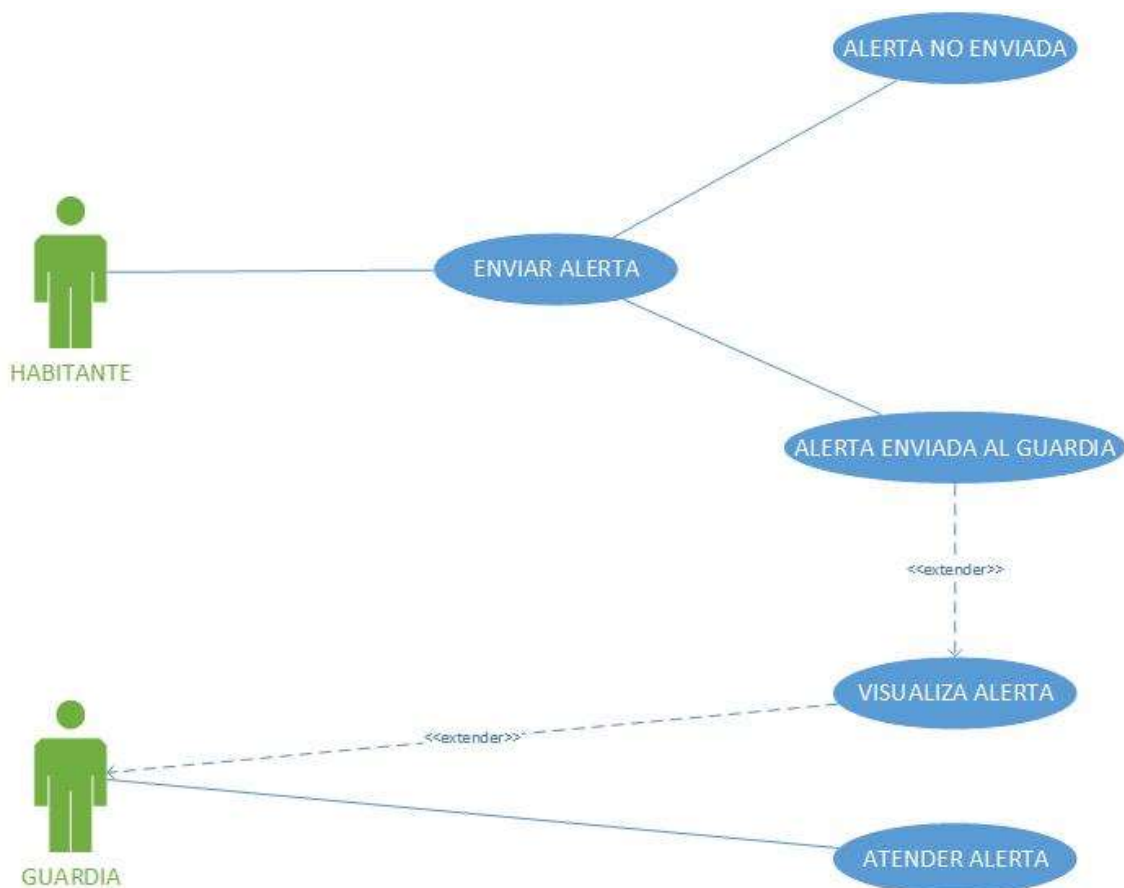 ALERTA NO ENVIADA
ENVIAR ALERTA
HABITANTE
ALERTA ENVIADA AL GUARDIA
<<extender>>
VISUALIZA ALERTA
<<extender>>
ATENDER ALERTA
GUARDIA